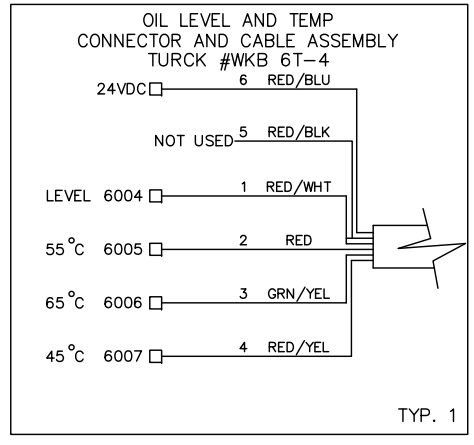 OIL LEVEL AND TEMP
CONNECTOR AND CABLE ASSEMBLY
TURCK #WKB 6T-4
24VDC 6 RED/BLU
NOT USED 5 RED/BLK
LEVEL 6004 1 RED/WHT
55°C 6005 2 RED
65°C 6006 3 GRN/YEL
45°C 6007 4 RED/YEL
TYP. 1